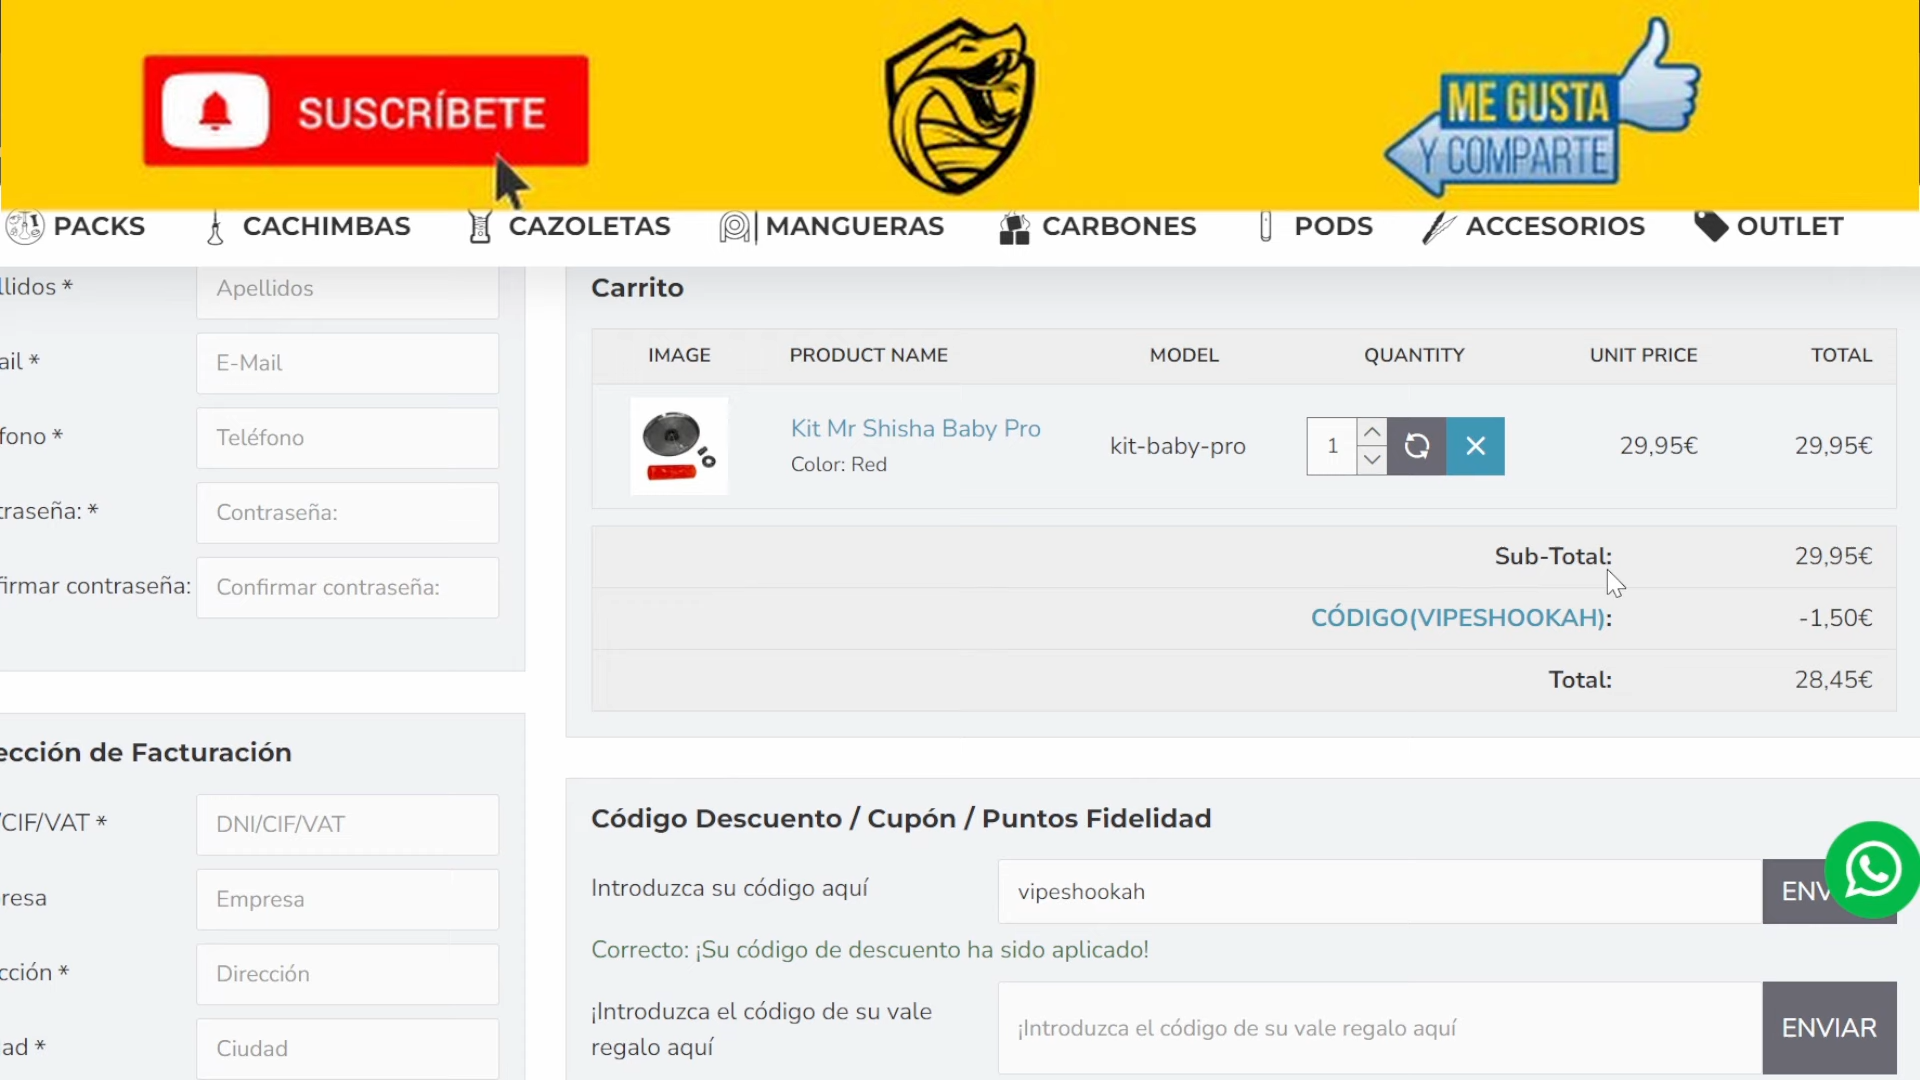 SUSCRÍBETE
ME GUSTA
Y COMPARTE
PACKS CACHIMBAS CAZOLETAS MANGUERAS CARBONES PODS ACCESORIOS OUTLET
llidos * Apellidos
ail * E-Mail
fono * Teléfono
traseña: * Contraseña:
firmar contraseña: Confirmar contraseña:
Carrito
IMAGE PRODUCT NAME MODEL QUANTITY UNIT PRICE TOTAL
Kit Mr Shisha Baby Pro
Color: Red
kit-baby-pro 1 29,95€ 29,95€
Sub-Total: 29,95€
CÓDIGO(VIPESHOOKAH): -1,50€
Total: 28,45€
ección de Facturación
/CIF/VAT * DNI/CIF/VAT
resa Empresa
cción * Dirección
ad * Ciudad
Código Descuento / Cupón / Puntos Fidelidad
Introduzca su código aquí vipeshookah ENV
Correcto: ¡Su código de descuento ha sido aplicado!
¡Introduzca el código de su vale
regalo aquí
¡Introduzca el código de su vale regalo aquí ENVIAR